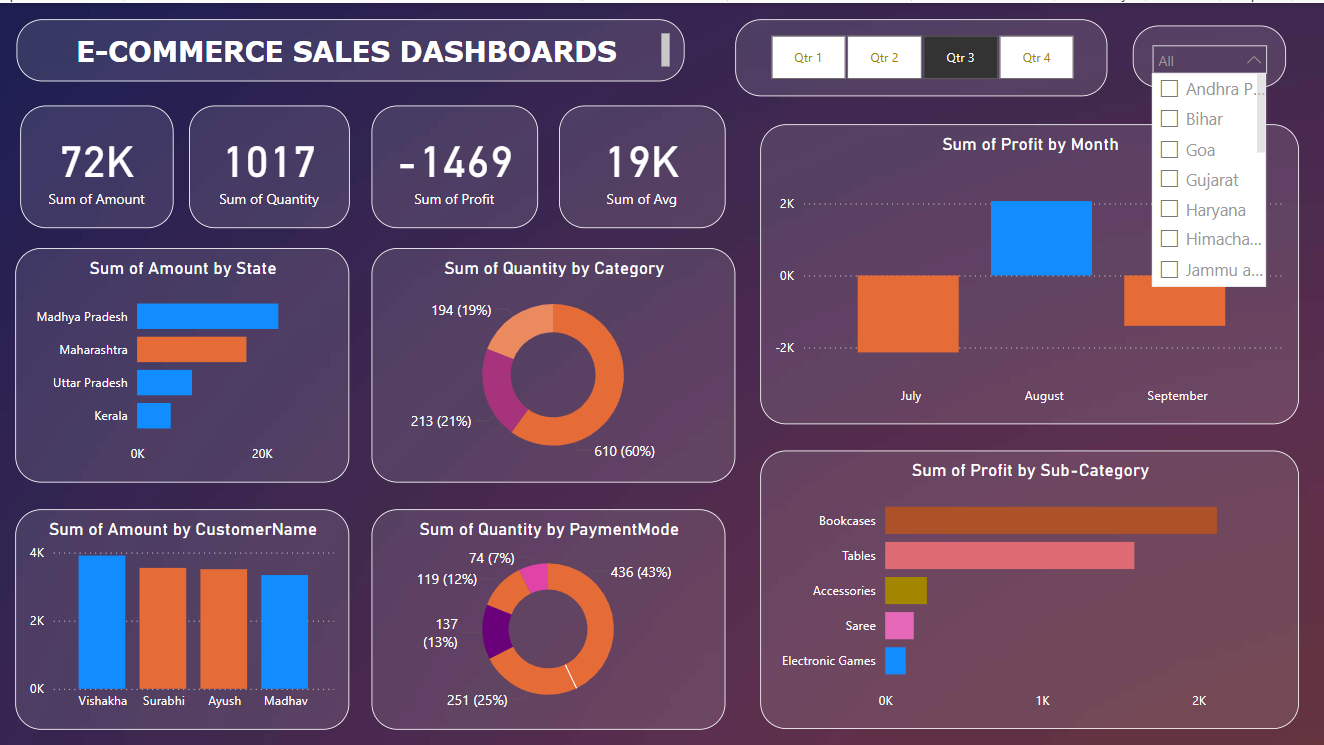 E-COMMERCE SALES DASHBOARDS
Qtr 1
Qtr 2
Qtr 3
Qtr 4
All
Andhra P...
Bihar
Goa
Gujarat
Haryana
Himacha...
Jammu a...
72K
Sum of Amount
1017
Sum of Quantity
-1469
Sum of Profit
19K
Sum of Avg
Sum of Profit by Month
2K
0K
-2K
July
August
September
Sum of Amount by State
Madhya Pradesh
Maharashtra
Uttar Pradesh
Kerala
0K
20K
Sum of Quantity by Category
194 (19%)
213 (21%)
610 (60%)
Sum of Profit by Sub-Category
Bookcases
Tables
Accessories
Saree
Electronic Games
0K
1K
2K
Sum of Amount by CustomerName
4K
2K
0K
Vishakha
Surabhi
Ayush
Madhav
Sum of Quantity by PaymentMode
74 (7%)
119 (12%)
436 (43%)
137
(13%)
251 (25%)